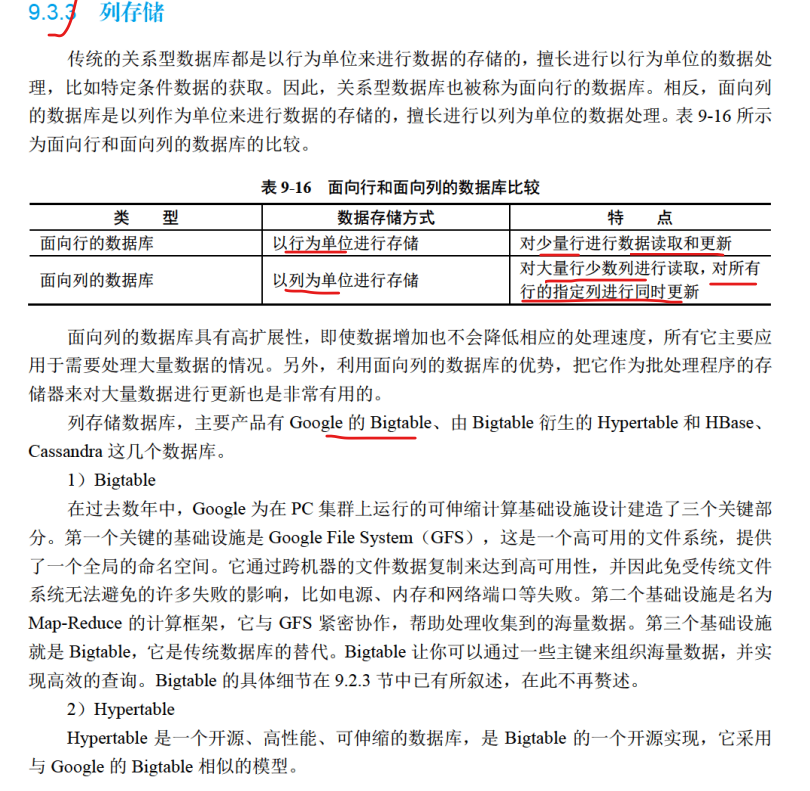 9.3.3 列存储
传统的关系型数据库都是以行为单位来进行数据的存储的，擅长进行以行为单位的数据处
理，比如特定条件数据的获取。因此，关系型数据库也被称为面向行的数据库。相反，面向列
的数据库是以列作为单位来进行数据的存储的，擅长进行以列为单位的数据处理。表 9-16 所示
为面向行和面向列的数据库的比较。
表 9-16 面向行和面向列的数据库比较
类 型 数据存储方式 特 点
面向行的数据库 以行为单位进行存储 对少量行进行数据读取和更新
面向列的数据库 以列为单位进行存储 对大量行少数列进行读取，对所有
行的指定列进行同时更新
面向列的数据库具有高扩展性，即使数据增加也不会降低相应的处理速度，所有它主要应
用于需要处理大量数据的情况。另外，利用面向列的数据库的优势，把它作为批处理程序的存
储器来对大量数据进行更新也是非常有用的。
列存储数据库，主要产品有 Google 的 Bigtable、由 Bigtable 衍生的 Hypertable 和 HBase、
Cassandra 这几个数据库。
1）Bigtable
在过去数年中，Google 为在 PC 集群上运行的可伸缩计算基础设施设计建造了三个关键部
分。第一个关键的基础设施是 Google File System（GFS），这是一个高可用的文件系统，提供
了一个全局的命名空间。它通过跨机器的文件数据复制来达到高可用性，并因此免受传统文件
系统无法避免的许多失败的影响，比如电源、内存和网络端口等失败。第二个基础设施是名为
Map-Reduce 的计算框架，它与 GFS 紧密协作，帮助处理收集到的海量数据。第三个基础设施
就是 Bigtable，它是传统数据库的替代。Bigtable 让你可以通过一些主键来组织海量数据，并实
现高效的查询。Bigtable 的具体细节在 9.2.3 节中已有所叙述，在此不再赘述。
2）Hypertable
Hypertable 是一个开源、高性能、可伸缩的数据库，是 Bigtable 的一个开源实现，它采用
与 Google 的 Bigtable 相似的模型。